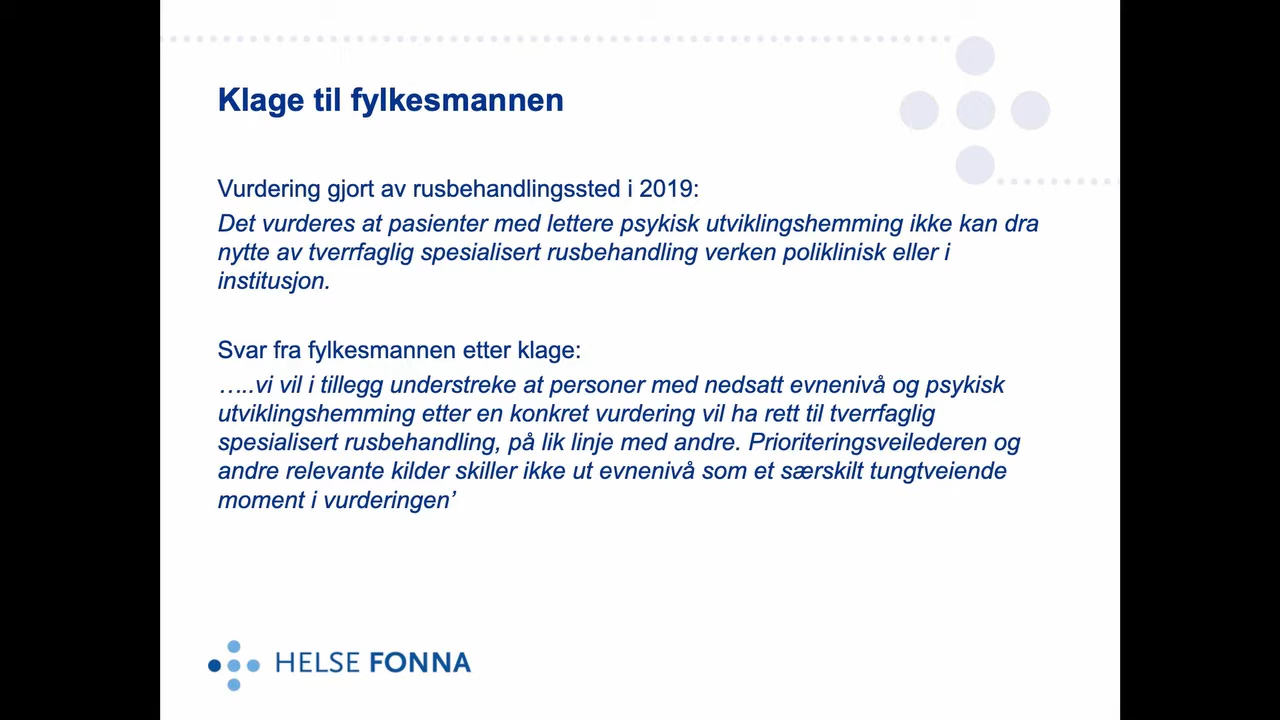 Klage til fylkesmannen
Vurdering gjort av rusbehandlingssted i 2019:
Det vurderes at pasienter med lettere psykisk utviklingshemming ikke kan dra
nytte av tverrfaglig spesialisert rusbehandling verken poliklinisk eller i
institusjon.
Svar fra fylkesmannen etter klage:
…..vi vil i tillegg understreke at personer med nedsatt evnenivå og psykisk
utviklingshemming etter en konkret vurdering vil ha rett til tverrfaglig
spesialisert rusbehandling, på lik linje med andre. Prioriteringsveilederen og
andre relevante kilder skiller ikke ut evnenivå som et særskilt tungtveiende
moment i vurderingen’
HELSE FONNA